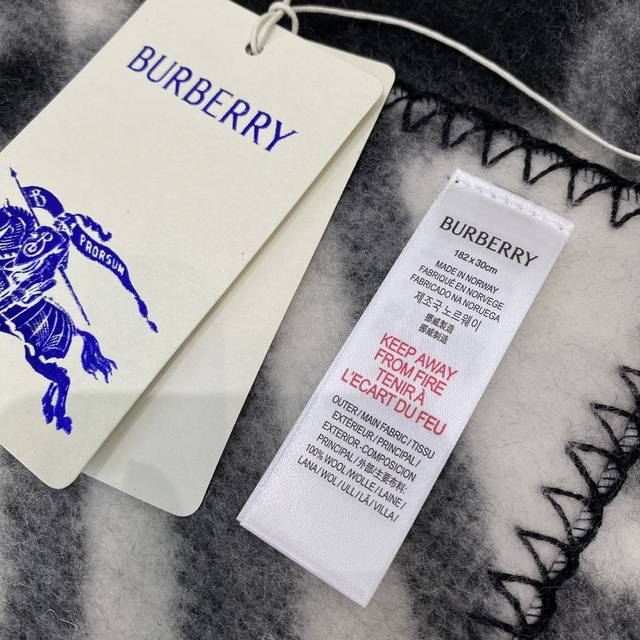 BURBERRY
PRORSUM
BURBERRY
182 x 30cm
MADE IN NORWAY
FABRIQUE EN NORVEGE
FABRICADO NA NORUEGA
제조국노르웨이
挪威製造
挪威制造
KEEP AWAY
FROM FIRE
TENIR À
L'ECART DU FEU
OUTER / MAIN FABRIC / TISSU
EXTERIEUR / PRINCIPAL /
EXTERIOR-COMPOSICION
PRINCIPAL / 外部主要布料.
100% WOOL / WOLLE / LAINE /
LANA / WOL / ULL / LÃ / VILLA /